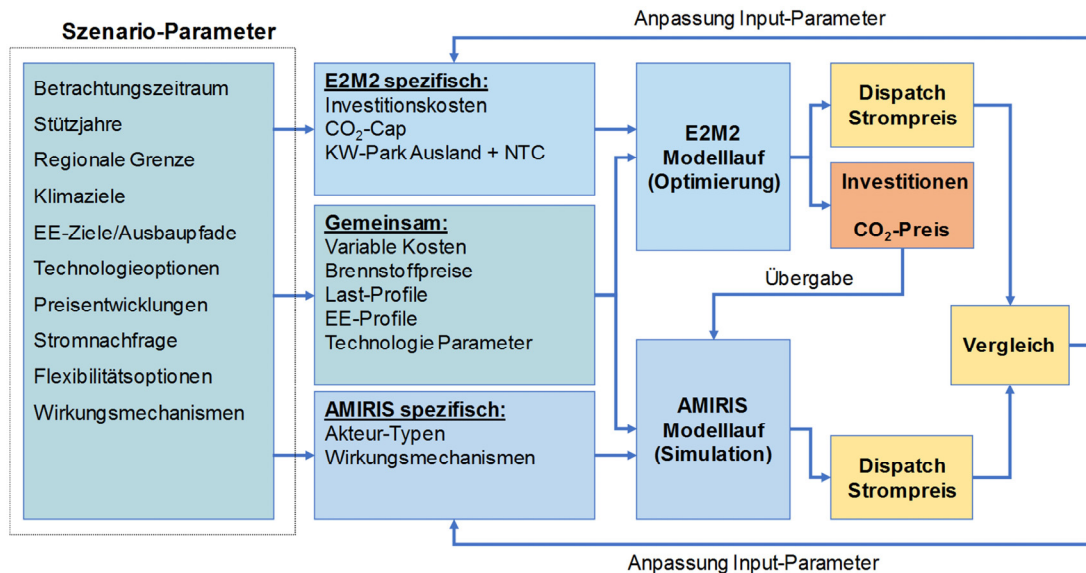 Anpassung Input-Parameter
Szenario-Parameter
Betrachtungszeitraum
Stützjahre
Regionale Grenze
Klimaziele
EE-Ziele/Ausbaupfade
Technologieoptionen
Preisentwicklungen
Stromnachfrage
Flexibilitätsoptionen
Wirkungsmechanismen
E2M2 spezifisch:
Investitionskosten
CO₂-Cap
KW-Park Ausland + NTC
Gemeinsam:
Variable Kosten
Brennstoffpreise
Last-Profile
EE-Profile
Technologie Parameter
AMIRIS spezifisch:
Akteur-Typen
Wirkungsmechanismen
E2M2
Modelllauf
(Optimierung)
Dispatch
Strompreis
Investitionen
CO₂-Preis
Übergabe
AMIRIS
Modelllauf
(Simulation)
Vergleich
Dispatch
Strompreis
Anpassung Input-Parameter